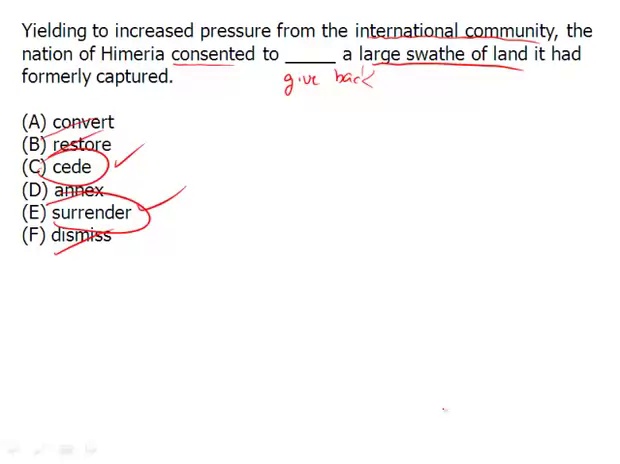 Yielding to increased pressure from the international community, the
nation of Himeria consented to _____ a large swathe of land it had
formerly captured.
give back
(A) convert
(B) restore
(C) cede
(D) annex
(E) surrender
(F) dismiss